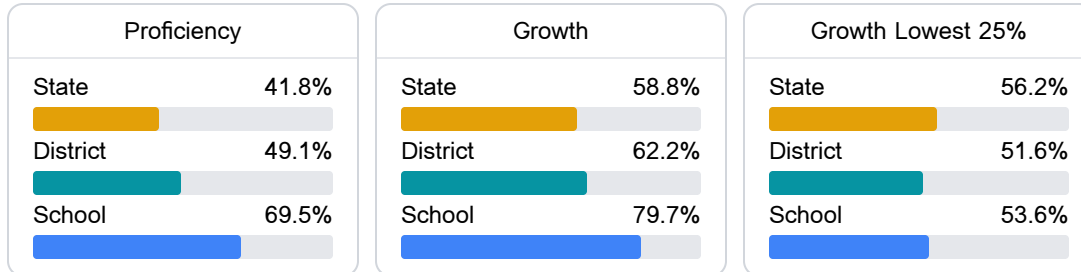 Proficiency
State 41.8%
District 49.1%
School 69.5%
Growth
State 58.8%
District 62.2%
School 79.7%
Growth Lowest 25%
State 56.2%
District 51.6%
School 53.6%